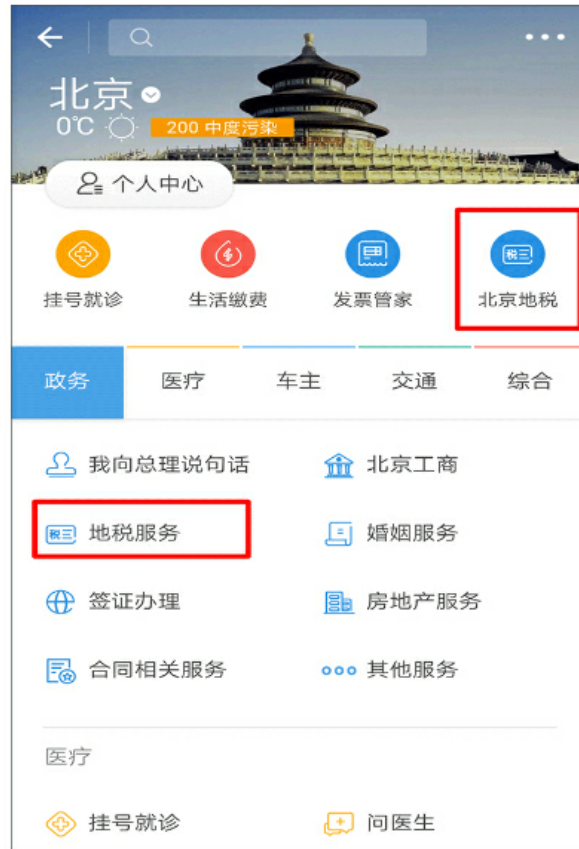 北京
0℃ 200 中度污染
个人中心
挂号就诊 生活缴费 发票管家 北京地税
政务 医疗 车主 交通 综合
我向总理说句话 北京工商
地税服务 婚姻服务
签证办理 房地产服务
合同相关服务 其他服务
医疗
挂号就诊 问医生